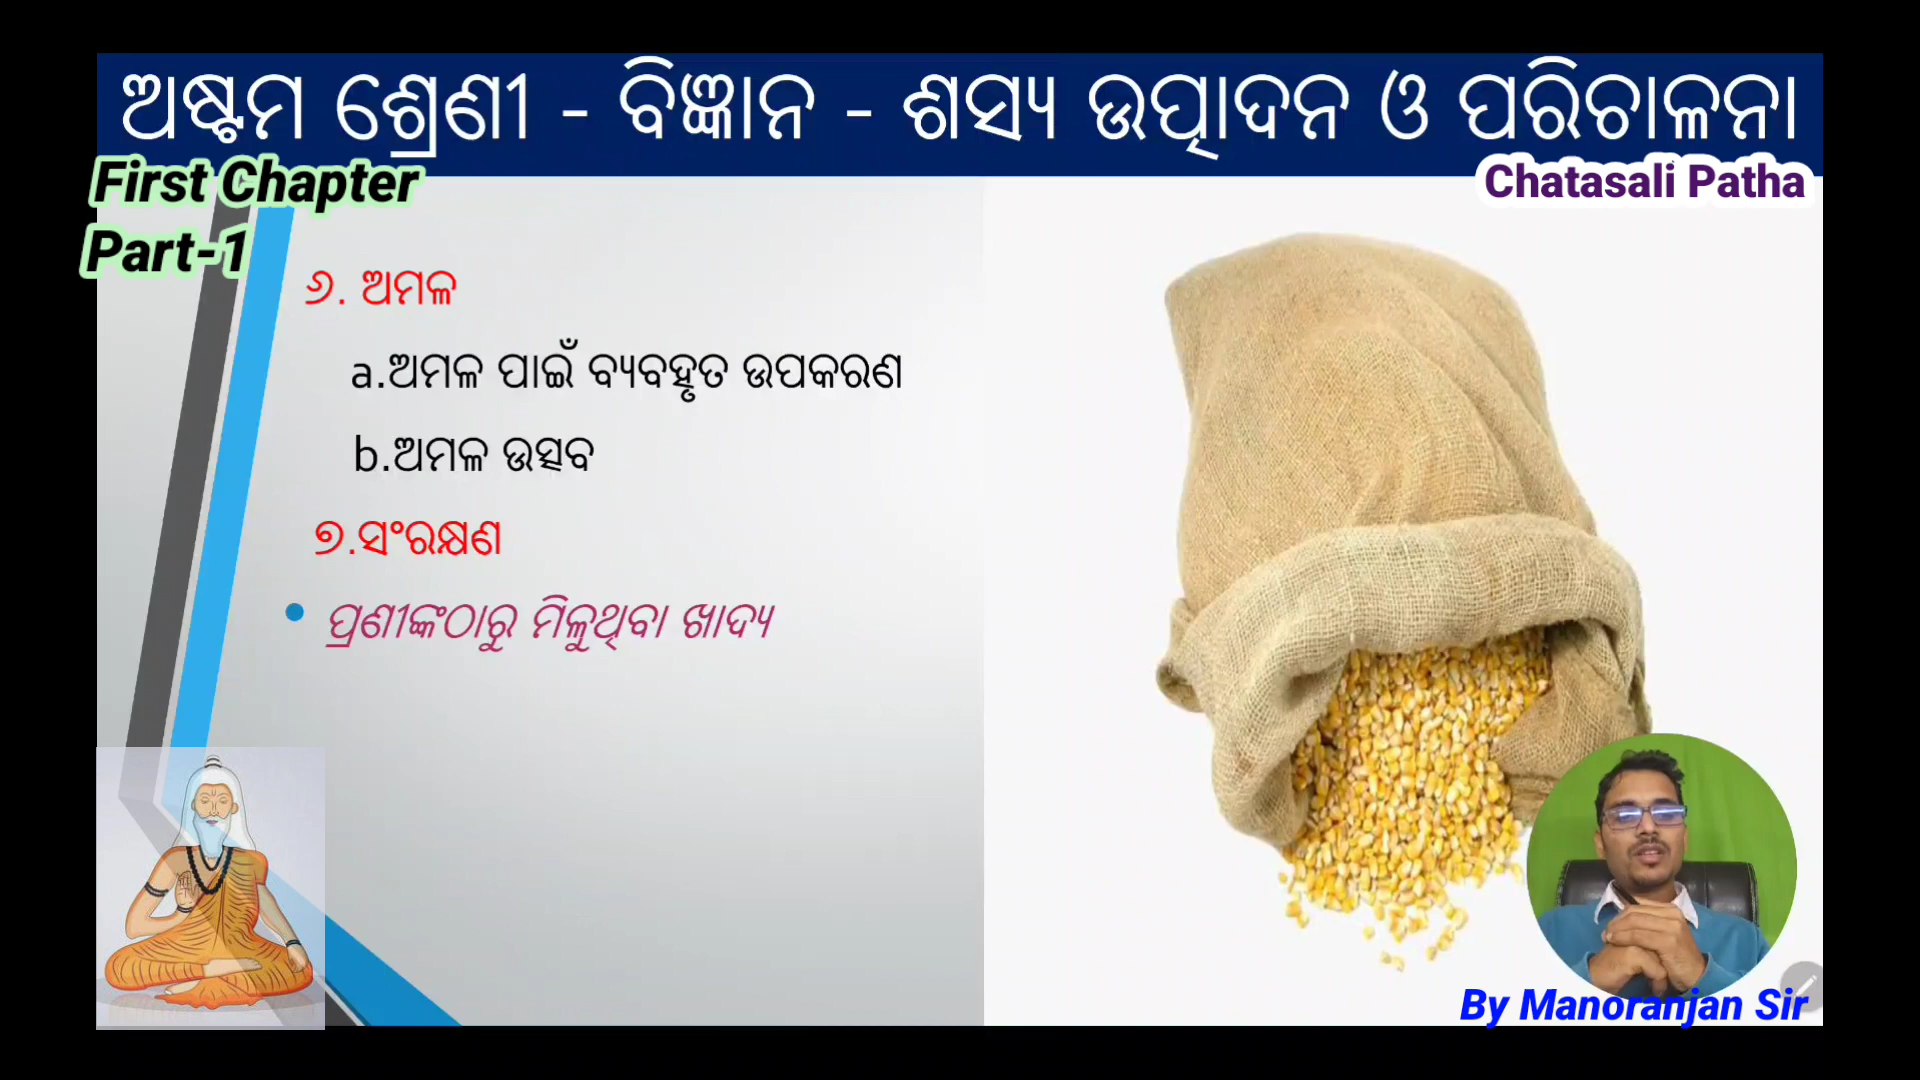 ଅଷ୍ଟମ ଶ୍ରେଣୀ - ବିଜ୍ଞାନ - ଶସ୍ୟ ଉତ୍ପାଦନ ଓ ପରିଚାଳନା
First Chapter
Chatasali Patha
Part-1
୬. ଅମଳ
a.ଅମଳ ପାଇଁ ବ୍ୟବହୃତ ଉପକରଣ
b.ଅମଳ ଉତ୍ସବ
୭.ସଂରକ୍ଷଣ
• ପ୍ରଣୀଙ୍କଠାରୁ ମିଳୁଥିବା ଖାଦ୍ୟ
By Manoranjan Sir